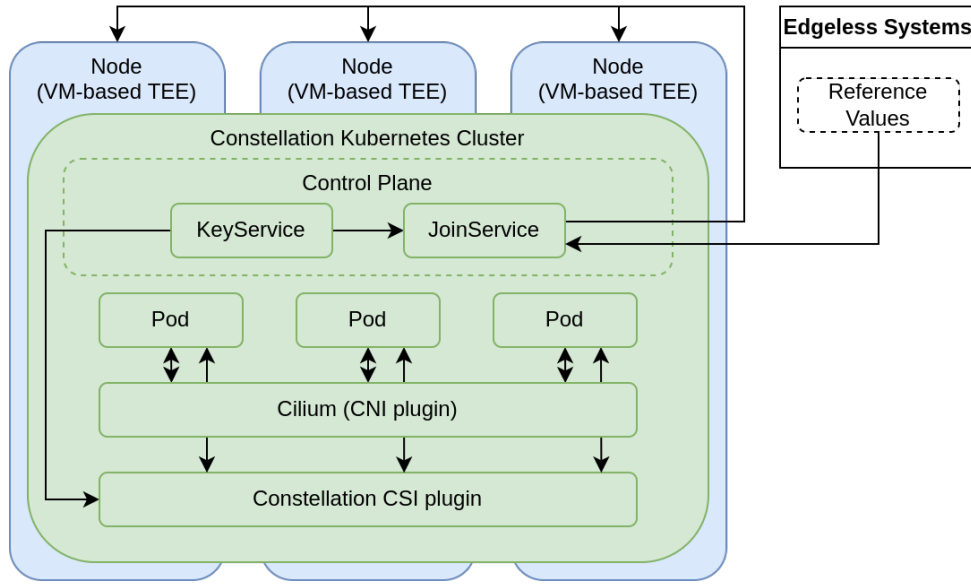 Edgeless Systems
Node
(VM-based TEE)
Node
(VM-based TEE)
Node
(VM-based TEE)
Reference
Values
Constellation Kubernetes Cluster
Control Plane
KeyService
JoinService
Pod
Pod
Pod
Cilium (CNI plugin)
Constellation CSI plugin